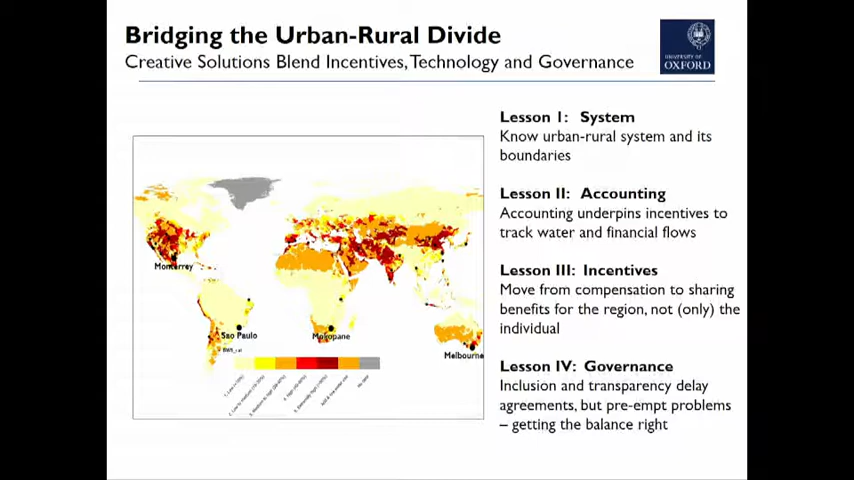 Bridging the Urban-Rural Divide
Creative Solutions Blend Incentives, Technology and Governance
UNIVERSITY OF
OXFORD
Lesson I: System
Know urban-rural system and its
boundaries
Lesson II: Accounting
Accounting underpins incentives to
track water and financial flows
Lesson III: Incentives
Move from compensation to sharing
benefits for the region, not (only) the
individual
Lesson IV: Governance
Inclusion and transparency delay
agreements, but pre-empt problems
– getting the balance right
Monterrey
Sao Paulo
Mokopane
Melbourne
No data